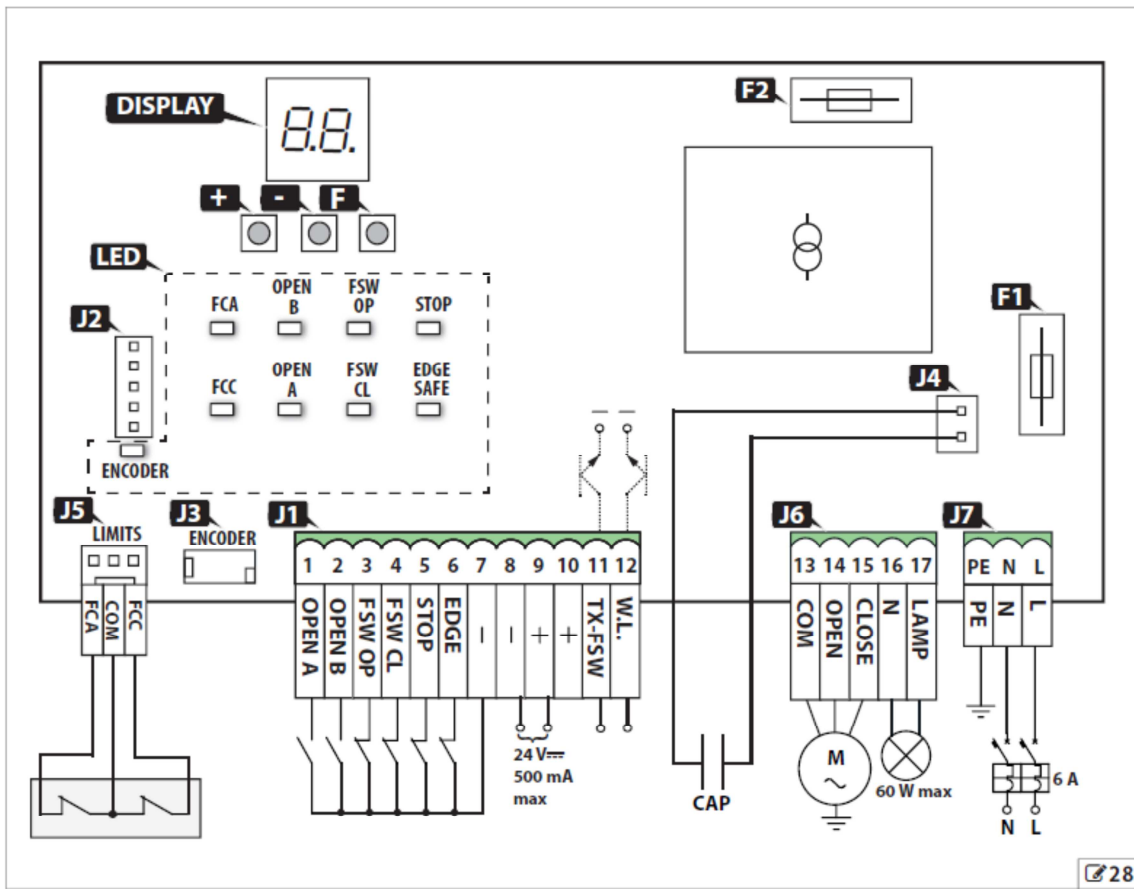 DISPLAY
8.8.
F2
+ - F
LED
FCA
OPEN
B
FSW
OP
STOP
J2
FCC
OPEN
A
FSW
CL
EDGE
SAFE
ENCODER
F1
J4
J5
LIMITS
J3
ENCODER
J1
J6
J7
1 2 3 4 5 6 7 8 9 10 11 12
13 14 15 16 17
PE N L
FCA
COM
FCC
OPEN A
OPEN B
FSW OP
FSW CL
STOP
EDGE
–
–
+
+
TX-FSW
W.L.
COM
OPEN
CLOSE
N
LAMP
PE
N
L
24 V⎓
500 mA
max
CAP
M
~
60 W max
6 A
N L
28